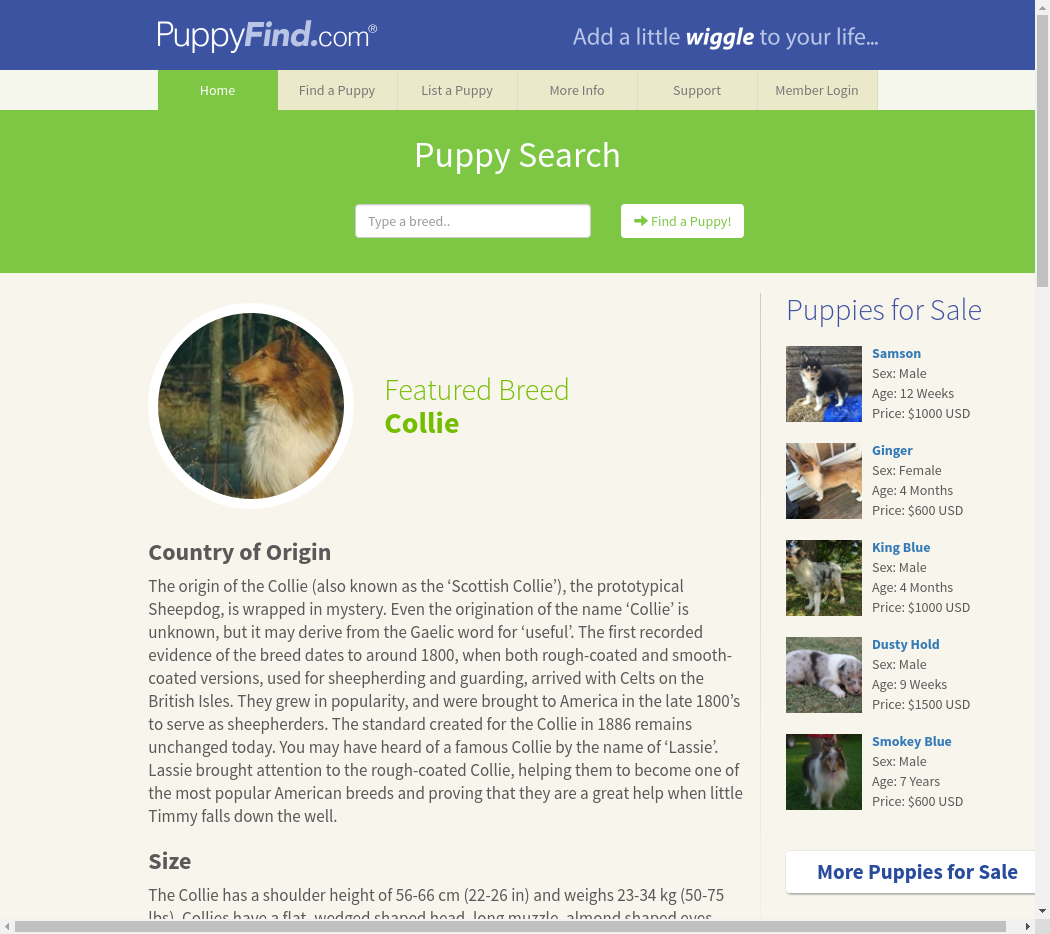 PuppyFind.com®
Add a little wiggle to your life...
Home
Find a Puppy
List a Puppy
More Info
Support
Member Login
Puppy Search
Type a breed..
Find a Puppy!
Featured Breed
Collie
Country of Origin
The origin of the Collie (also known as the ‘Scottish Collie’), the prototypical
Sheepdog, is wrapped in mystery. Even the origination of the name ‘Collie’ is
unknown, but it may derive from the Gaelic word for ‘useful’. The first recorded
evidence of the breed dates to around 1800, when both rough-coated and smooth-
coated versions, used for sheepherding and guarding, arrived with Celts on the
British Isles. They grew in popularity, and were brought to America in the late 1800’s
to serve as sheepherders. The standard created for the Collie in 1886 remains
unchanged today. You may have heard of a famous Collie by the name of ‘Lassie’.
Lassie brought attention to the rough-coated Collie, helping them to become one of
the most popular American breeds and proving that they are a great help when little
Timmy falls down the well.
Size
The Collie has a shoulder height of 56-66 cm (22-26 in) and weighs 23-34 kg (50-75
lbs). Collies have a flat, wedged shaped head, long muzzle, almond shaped eyes,
Puppies for Sale
Samson
Sex: Male
Age: 12 Weeks
Price: $1000 USD
Ginger
Sex: Female
Age: 4 Months
Price: $600 USD
King Blue
Sex: Male
Age: 4 Months
Price: $1000 USD
Dusty Hold
Sex: Male
Age: 9 Weeks
Price: $1500 USD
Smokey Blue
Sex: Male
Age: 7 Years
Price: $600 USD
More Puppies for Sale